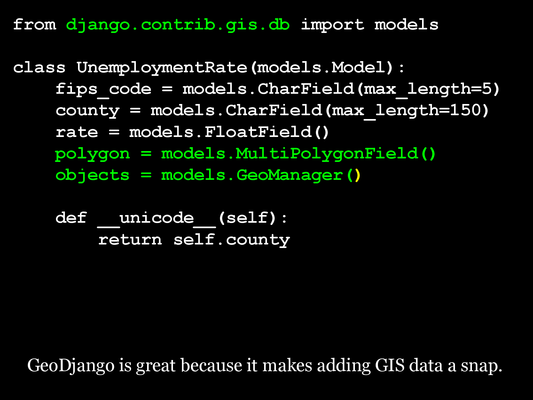 from django.contrib.gis.db import models
class UnemploymentRate(models.Model):
    fips_code = models.CharField(max_length=5)
    county = models.CharField(max_length=150)
    rate = models.FloatField()
    polygon = models.MultiPolygonField()
    objects = models.GeoManager()
    def __unicode__(self):
        return self.county
GeoDjango is great because it makes adding GIS data a snap.